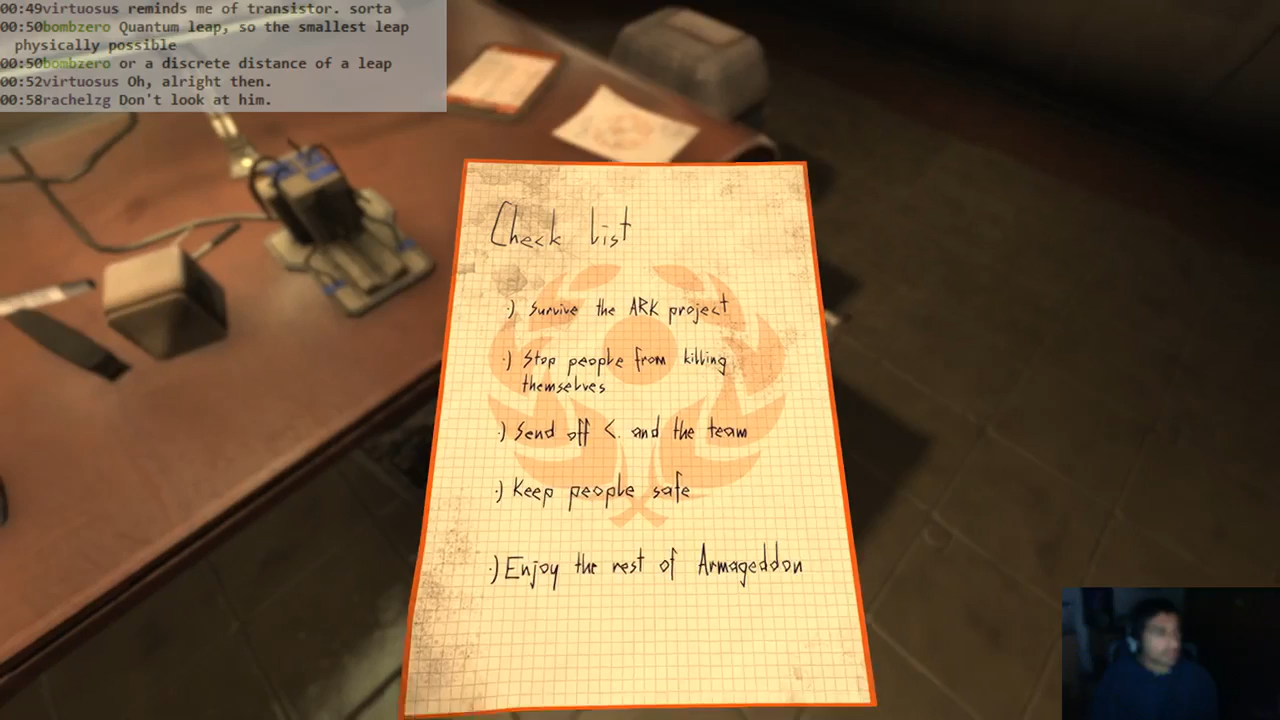 00:49virtuosus reminds me of transistor. sorta
00:50bombzero Quantum leap, so the smallest leap
physically possible
00:50bombzero or a discrete distance of a leap
00:52virtuosus Oh, alright then.
00:58rachelzg Don't look at him.
Check list
·) Survive the ARK project
·) Stop people from killing
themselves
·) Send off C. and the team
·) Keep people safe
·) Enjoy the rest of Armageddon